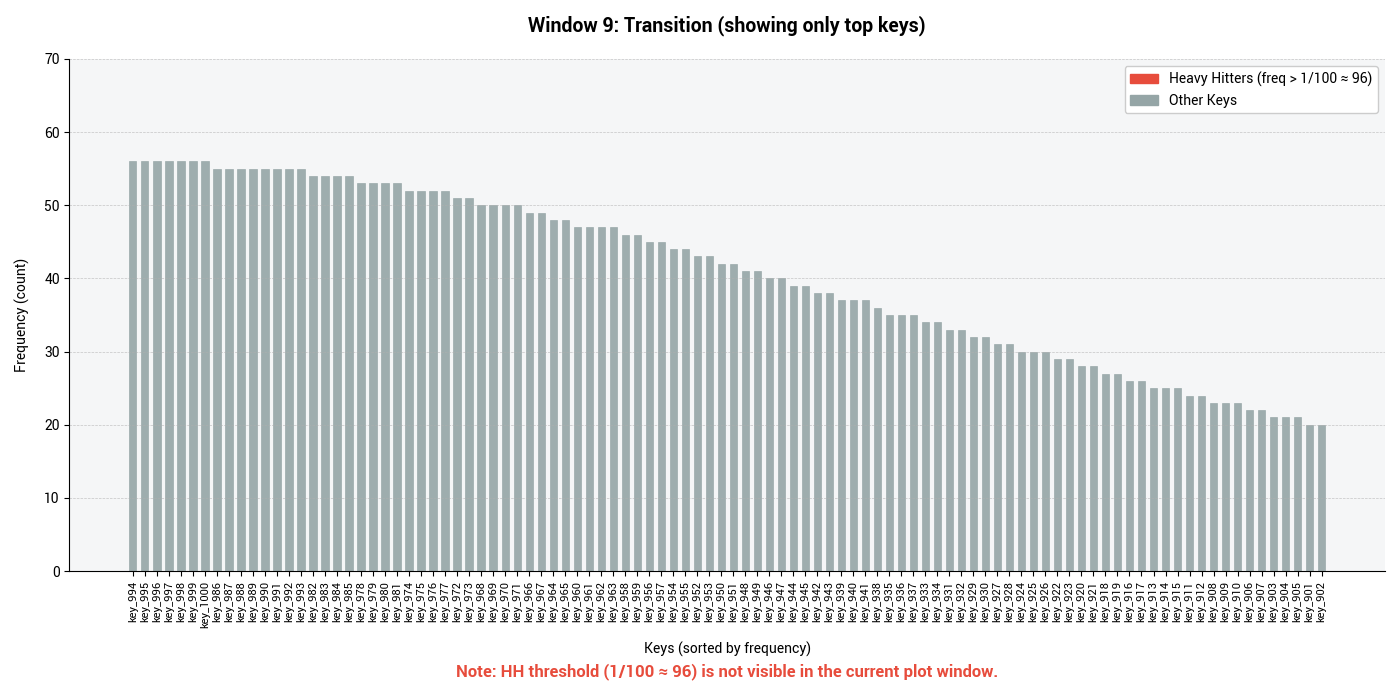 Window 9: Transition (showing only top keys)
Heavy Hitters (freq > 1/100 ≈ 96)
Other Keys
Frequency (count)
70
60
50
40
30
20
10
0
key_994 key_995 key_996 key_997 key_998 key_999 key_1000 key_986 key_987 key_988 key_989 key_990 key_991 key_992 key_993 key_982 key_983 key_984 key_985 key_978 key_979 key_980 key_981 key_974 key_975 key_976 key_977 key_972 key_973 key_968 key_969 key_970 key_971 key_966 key_967 key_964 key_965 key_960 key_961 key_962 key_963 key_958 key_959 key_956 key_957 key_954 key_955 key_952 key_953 key_950 key_951 key_948 key_949 key_946 key_947 key_944 key_945 key_942 key_943 key_939 key_940 key_941 key_938 key_935 key_936 key_937 key_933 key_934 key_931 key_932 key_929 key_930 key_927 key_928 key_924 key_925 key_926 key_922 key_923 key_920 key_921 key_918 key_919 key_916 key_917 key_913 key_914 key_915 key_911 key_912 key_908 key_909 key_910 key_906 key_907 key_903 key_904 key_905 key_901 key_902
Keys (sorted by frequency)
Note: HH threshold (1/100 ≈ 96) is not visible in the current plot window.